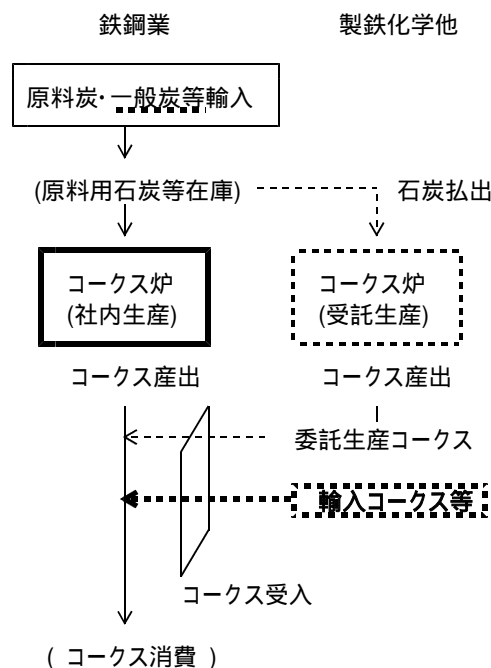 鉄鋼業 製鉄化学他
原料炭・一般炭等輸入
(原料用石炭等在庫) 石炭払出
コークス炉 コークス炉
(社内生産) (受託生産)
コークス産出 コークス産出
委託生産コークス
輸入コークス等
コークス受入
( コークス消費 )